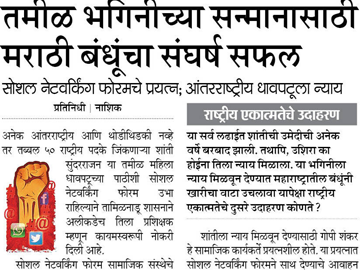 तमीळ भगिनीच्या सन्मानासाठी
मराठी बंधूंचा संघर्ष सफल
सोशल नेटवर्किंग फोरमचे प्रयत्न; आंतरराष्ट्रीय धावपटूला न्याय
प्रतिनिधी | नाशिक
अनेक आंतरराष्ट्रीय आणि थोडीथिडकी नव्हे
तर तब्बल ५० राष्ट्रीय पदके जिंकणाऱ्या शांती
सुंदरराजन या तमीळ महिला
धावपटूच्या पाठीशी सोशल
नेटवर्किंग फोरम उभा
राहिल्याने तामिळनाडू शासनाने
अलीकडेच तिला प्रशिक्षक
म्हणून कायमस्वरूपी नोकरी
दिली आहे.
सोशल नेटवर्किंग फोरम सामाजिक संस्थेचे
राष्ट्रीय एकात्मतेचे उदाहरण
या सर्व लढाईत शांतीची उमेदीची अनेक
वर्षे बरबाद झाली. तथापि, उशिरा का
होईना तिला न्याय मिळाला. या भगिनीला
न्याय मिळवून देण्यात महाराष्ट्रातील बंधूंनी
खारीचा वाटा उचलावा यापेक्षा राष्ट्रीय
एकात्मतेचे दुसरे उदाहरण कोणते ?
शांतीला न्याय मिळवून देण्यासाठी गोपी शंकर
हे सामाजिक कार्यकर्ते प्रयत्नशील होते. या प्रयत्नांना
सोशल नेटवर्किंग फोरमने साथ देण्याचे आवाहन